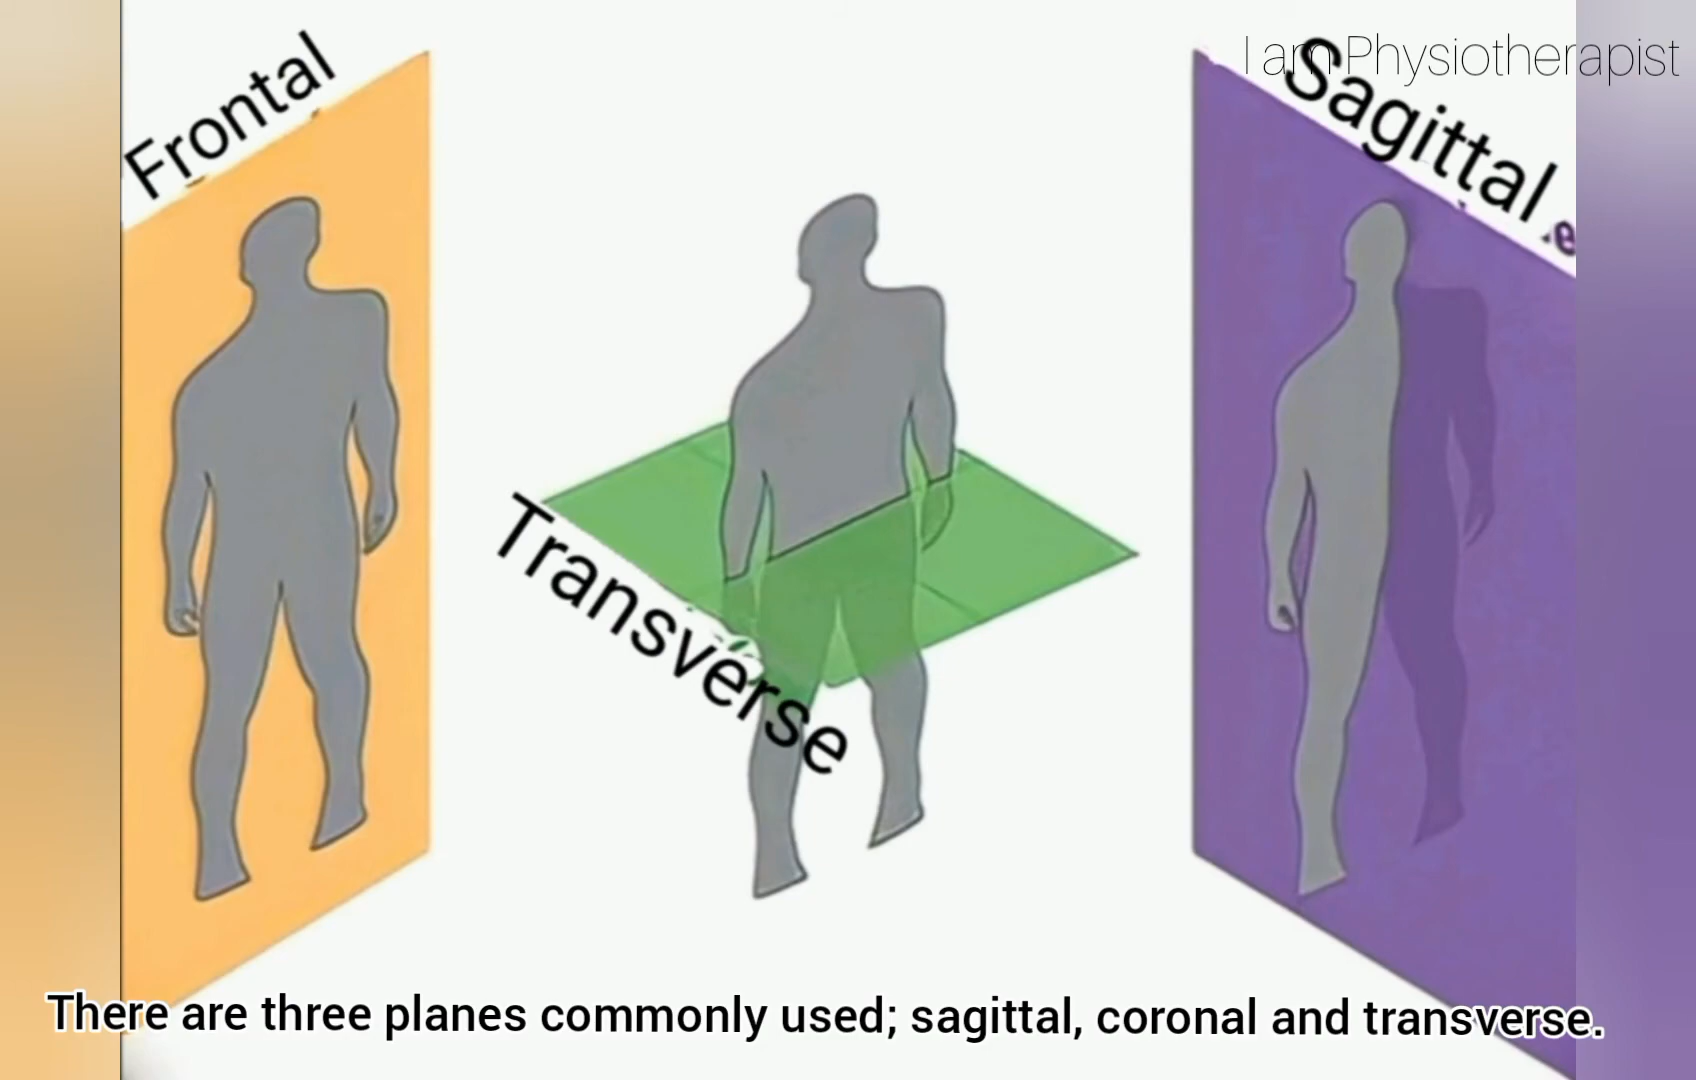 I am Physiotherapist
Frontal
Sagittal
Transverse
There are three planes commonly used; sagittal, coronal and transverse.